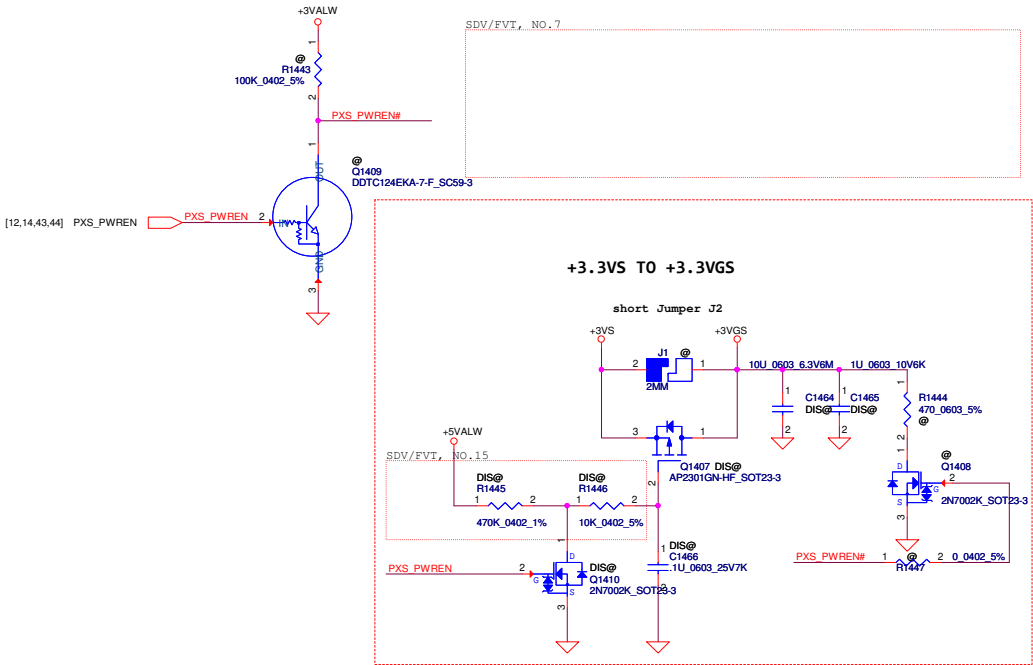 +3VALW
SDV/FVT, NO.7
1
@
R1443
100K_0402_5%
2
PXS_PWREN#
1
OUT
@
Q1409
DDTC124EKA-7-F_SC59-3
[12,14,43,44] PXS_PWREN
PXS_PWREN 2
IN
GND
3
+3.3VS TO +3.3VGS
short Jumper J2
+3VS
+3VGS
J1 @
2 1
2MM
10U_0603_6.3V6M
1U_0603_10V6K
1
C1464
DIS@
2
1
C1465
DIS@
2
1
R1444
470_0603_5%
@
2
+5VALW
3 1
Q1407 DIS@
AP2301GN-HF_SOT23-3
2
SDV/FVT, NO.15
DIS@
R1445
1 2
470K_0402_1%
DIS@
R1446
1 2
10K_0402_5%
1
D
@
Q1408
2
G
2N7002K_SOT23-3
S
3
PXS_PWREN#
1 @ 2
R1447
0_0402_5%
PXS_PWREN
2
1
D
G
S
3
DIS@
Q1410
2N7002K_SOT23-3
1
DIS@
C1466
.1U_0603_25V7K
2